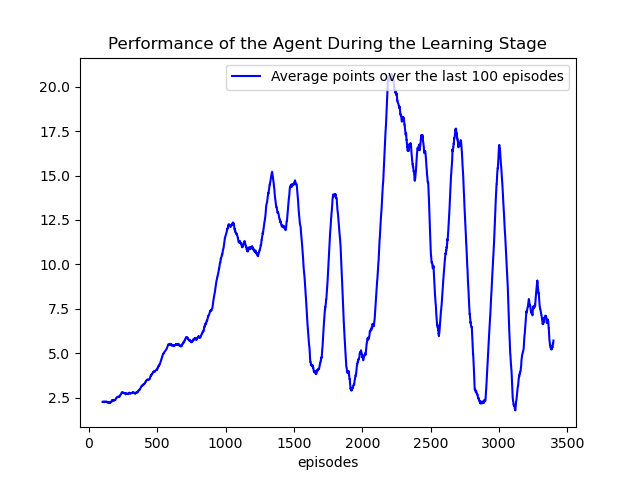 Performance of the Agent During the Learning Stage
Average points over the last 100 episodes
20.0
17.5
15.0
12.5
10.0
7.5
5.0
2.5
0 500 1000 1500 2000 2500 3000 3500
episodes